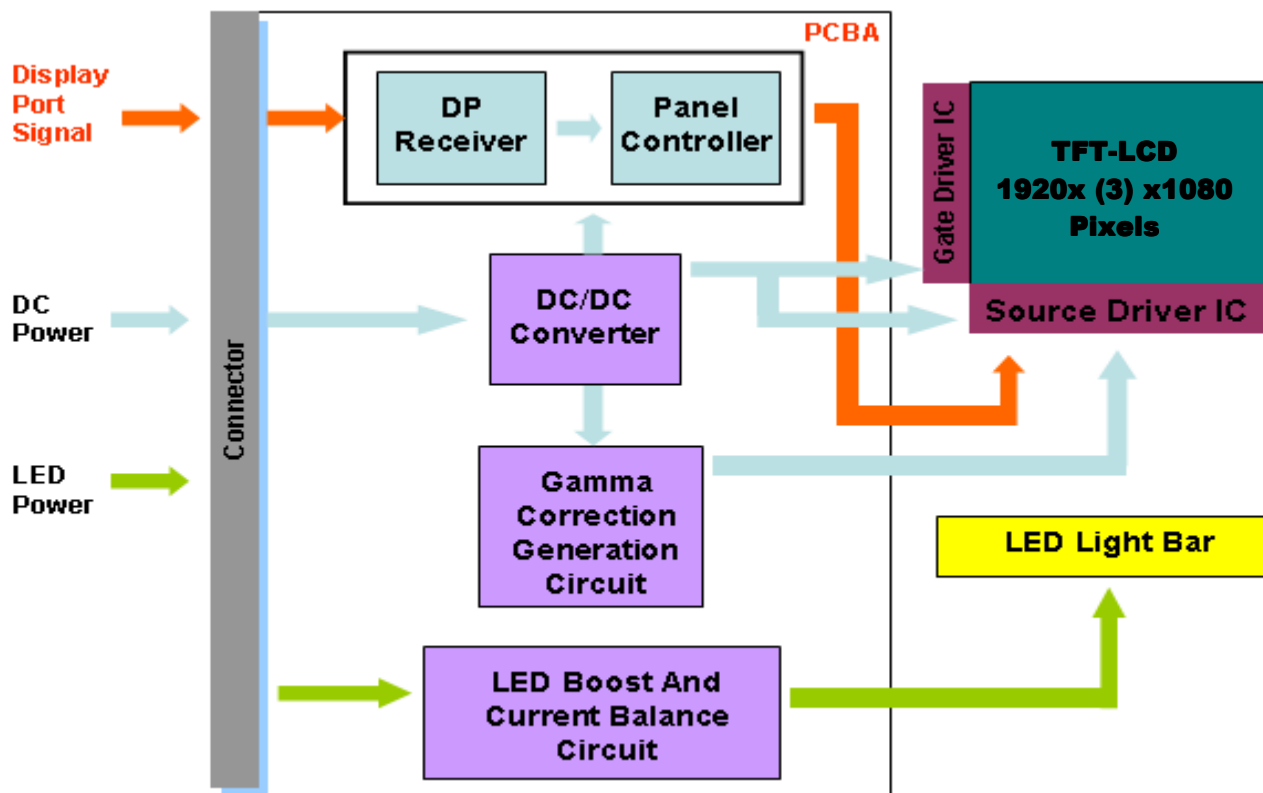 PCBA
Display
Port
Signal
DP
Receiver
Panel
Controller
Gate Driver IC
TFT-LCD
1920x (3) x1080
Pixels
Source Driver IC
DC
Power
DC/DC
Converter
Connector
LED
Power
Gamma
Correction
Generation
Circuit
LED Light Bar
LED Boost And
Current Balance
Circuit